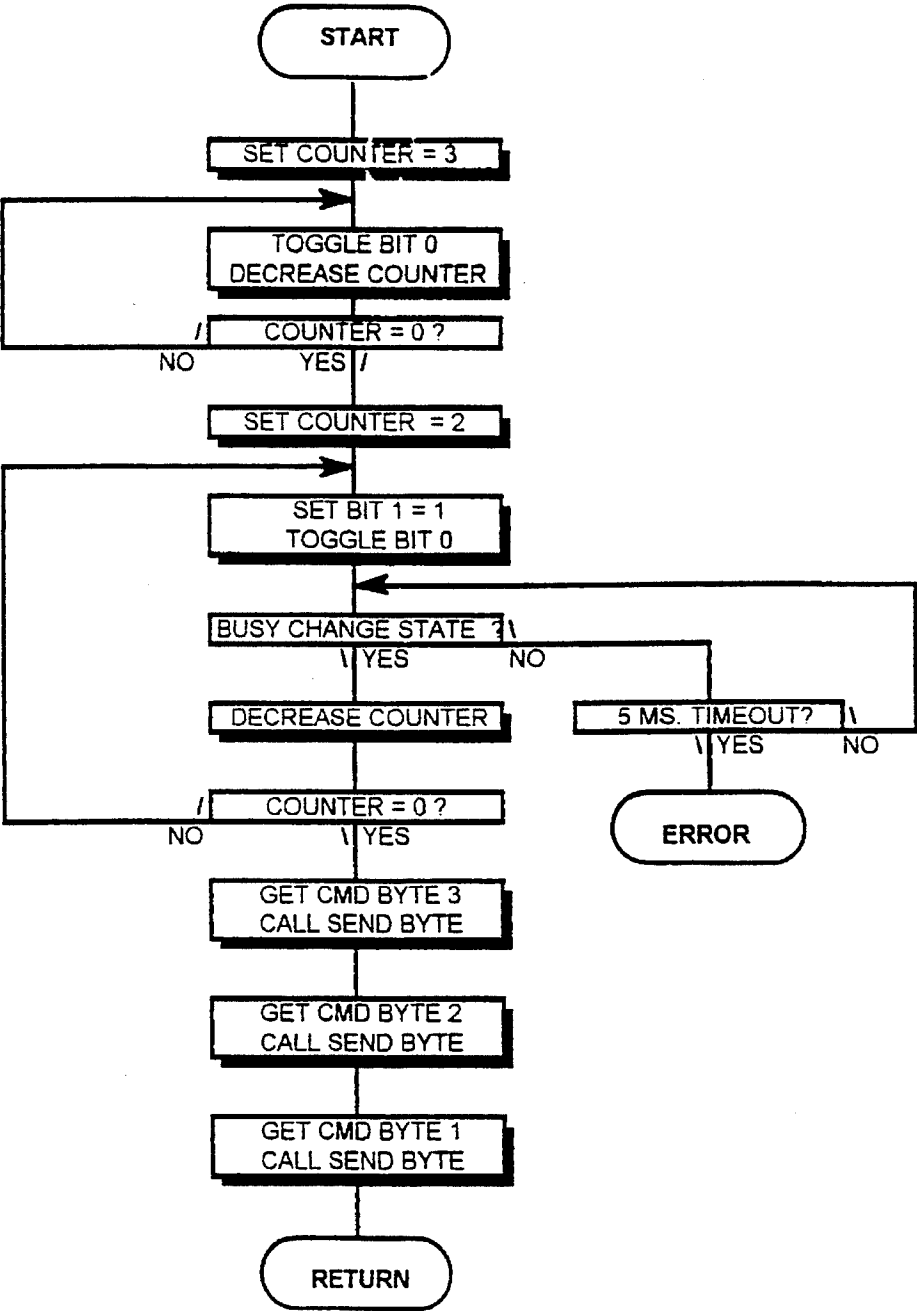 START
SET COUNTER = 3
TOGGLE BIT 0
DECREASE COUNTER
COUNTER = 0 ?
NO
YES
SET COUNTER = 2
SET BIT 1 = 1
TOGGLE BIT 0
BUSY CHANGE STATE ?
YES
NO
DECREASE COUNTER
5 MS. TIMEOUT?
YES
NO
COUNTER = 0 ?
NO
YES
ERROR
GET CMD BYTE 3
CALL SEND BYTE
GET CMD BYTE 2
CALL SEND BYTE
GET CMD BYTE 1
CALL SEND BYTE
RETURN